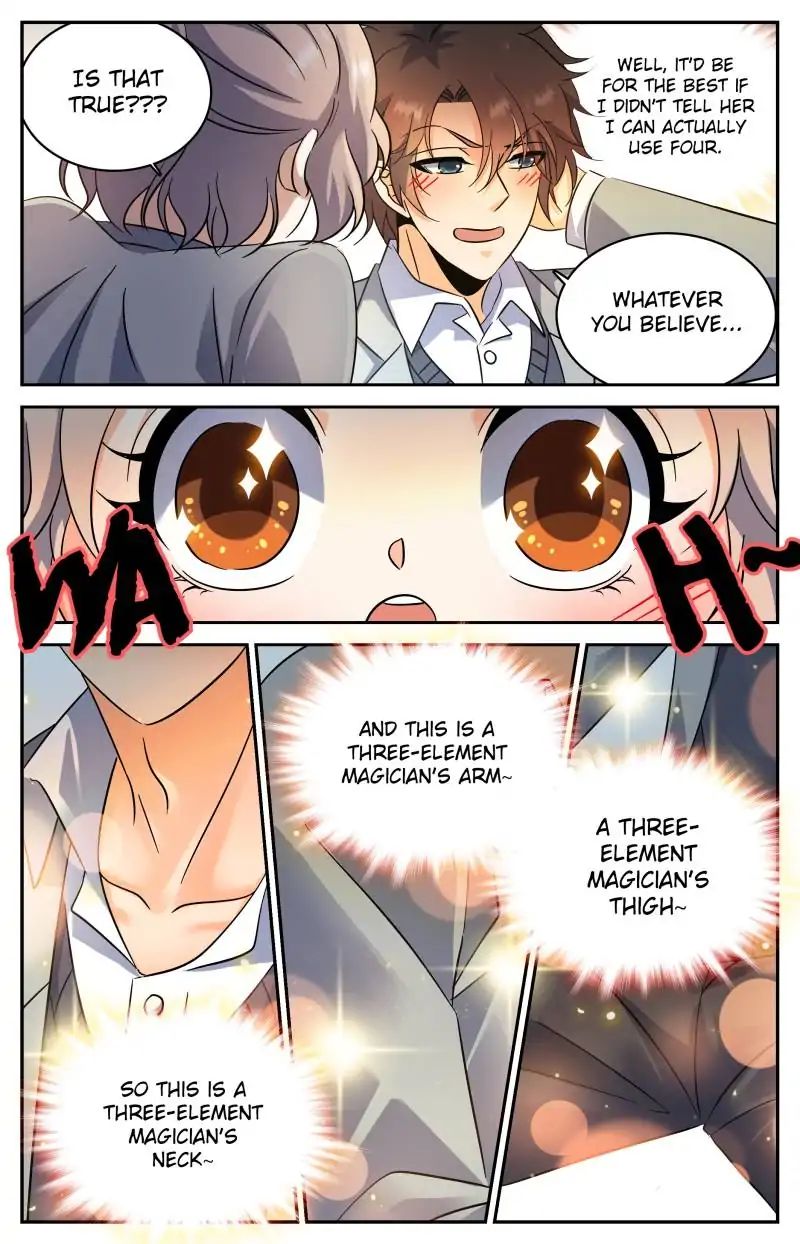 IS THAT
TRUE???
WELL, IT'D BE
FOR THE BEST IF
I DIDN'T TELL HER
I CAN ACTUALLY
USE FOUR.
WHATEVER
YOU BELIEVE...
WAH~
SO THIS IS A
THREE-ELEMENT
MAGICIAN'S
NECK~
AND THIS IS A
THREE-ELEMENT
MAGICIAN'S ARM~
A THREE-
ELEMENT
MAGICIAN'S
THIGH~